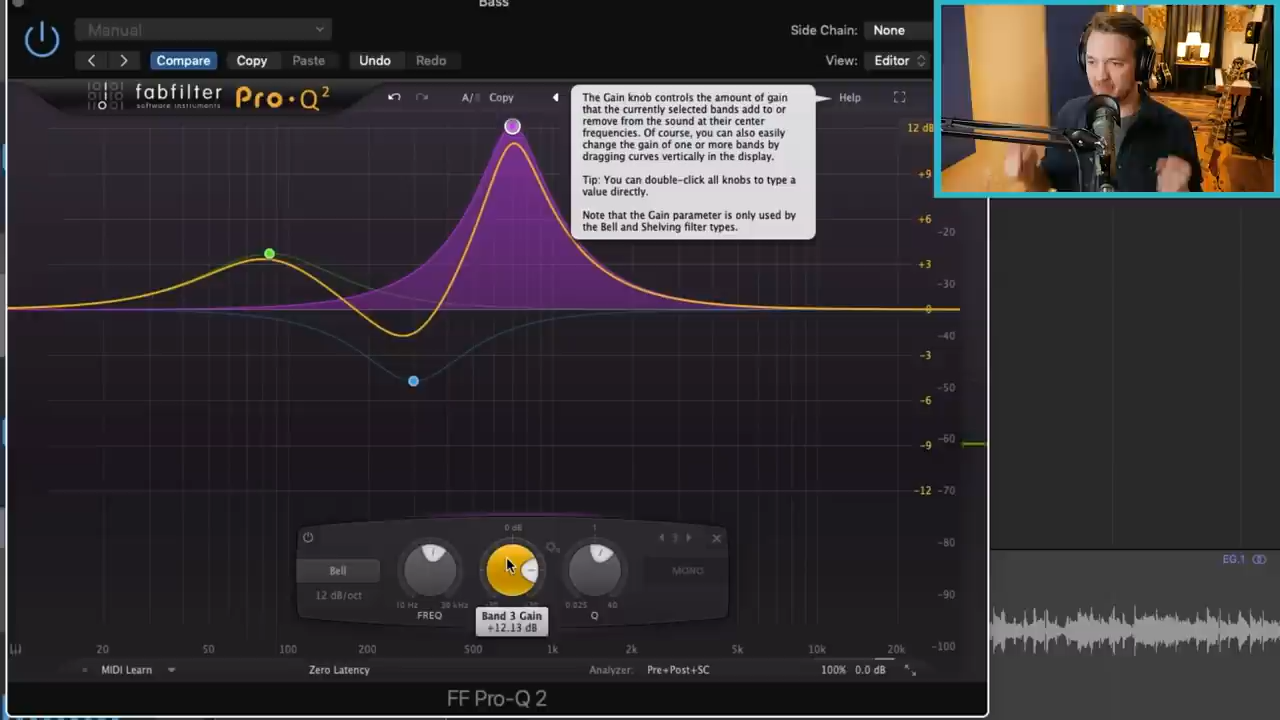 Bass
Manual
Side Chain: None
Compare Copy Paste Undo Redo
View: Editor
fabfilter
software instruments
Pro·Q²
A/B Copy
Help
The Gain knob controls the amount of gain
that the currently selected bands add to or
remove from the sound at their center
frequencies. Of course, you can also easily
change the gain of one or more bands by
dragging curves vertically in the display.
Tip: You can double-click all knobs to type a
value directly.
Note that the Gain parameter is only used by
the Bell and Shelving filter types.
12 dB
+9
+6
-20
+3
-30
0
-40
-3
-50
-6
-9
-60
-12
-70
-80
-90
-100
0 dB
1
3
Bell
12 dB/oct
MONO
10 Hz 30 kHz
0.025 40
FREQ
Q
Band 3 Gain
+12.13 dB
20 50 100 200 500 1k 2k 5k 10k 20k
MIDI Learn
Zero Latency
Analyzer: Pre+Post+SC
100% 0.0 dB
FF Pro-Q 2
EG.1